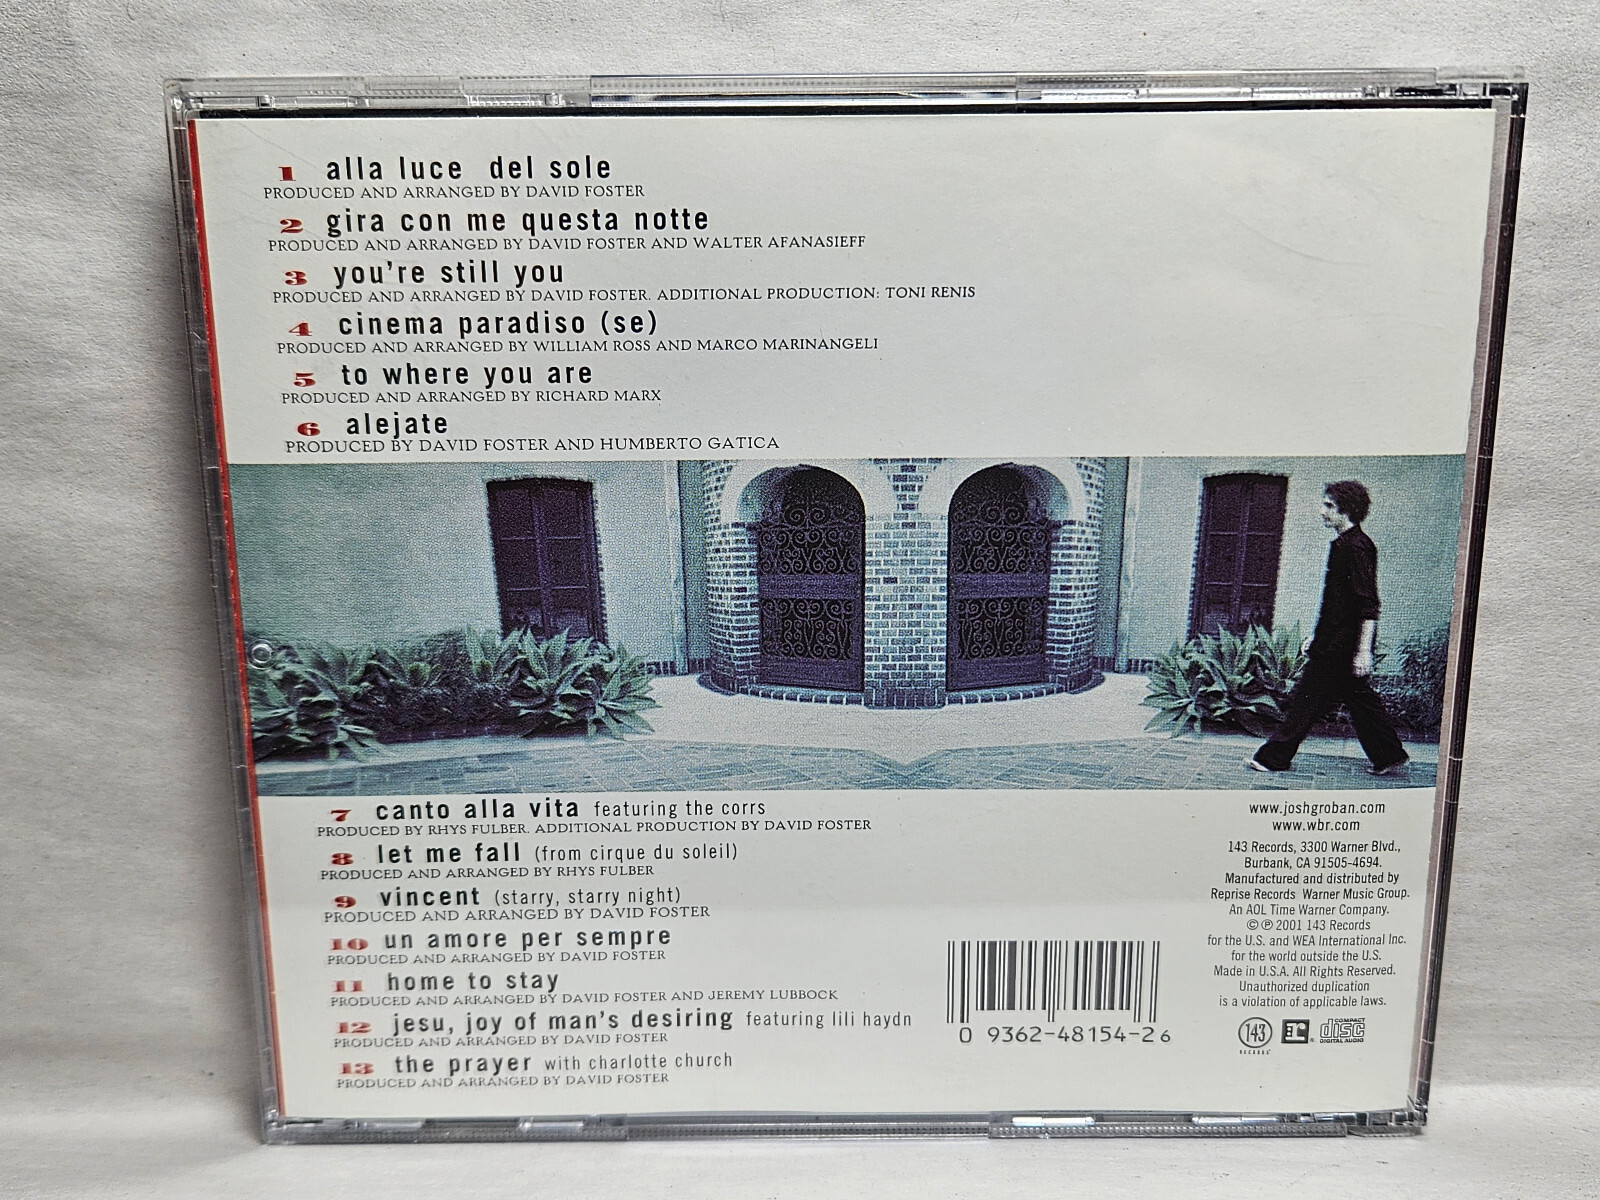 1 alla luce del sole
PRODUCED AND ARRANGED BY DAVID FOSTER
2 gira con me questa notte
PRODUCED AND ARRANGED BY DAVID FOSTER AND WALTER AFANASIEFF
3 you're still you
PRODUCED AND ARRANGED BY DAVID FOSTER. ADDITIONAL PRODUCTION: TONI RENIS
4 cinema paradiso (se)
PRODUCED AND ARRANGED BY WILLIAM ROSS AND MARCO MARINANGELI
5 to where you are
PRODUCED AND ARRANGED BY RICHARD MARX
6 alejate
PRODUCED BY DAVID FOSTER AND HUMBERTO GATICA
7 canto alla vita featuring the corrs
PRODUCED BY RHYS FULBER. ADDITIONAL PRODUCTION BY DAVID FOSTER
8 let me fall (from cirque du soleil)
PRODUCED AND ARRANGED BY RHYS FULBER
9 vincent (starry, starry night)
PRODUCED AND ARRANGED BY DAVID FOSTER
10 un amore per sempre
PRODUCED AND ARRANGED BY DAVID FOSTER
11 home to stay
PRODUCED AND ARRANGED BY DAVID FOSTER AND JEREMY LUBBOCK
12 jesu, joy of man's desiring featuring lili haydn
PRODUCED AND ARRANGED BY DAVID FOSTER
13 the prayer with charlotte church
PRODUCED AND ARRANGED BY DAVID FOSTER
0 9362-48154-2 6
www.joshgroban.com
www.wbr.com
143 Records, 3300 Warner Blvd.,
Burbank, CA 91505-4694.
Manufactured and distributed by
Reprise Records Warner Music Group.
An AOL Time Warner Company.
©℗ 2001 143 Records
for the U.S. and WEA International Inc.
for the world outside the U.S.
Made in U.S.A. All Rights Reserved.
Unauthorized duplication
is a violation of applicable laws.
143
RECORDS
r®
COMPACT
disc
DIGITAL AUDIO